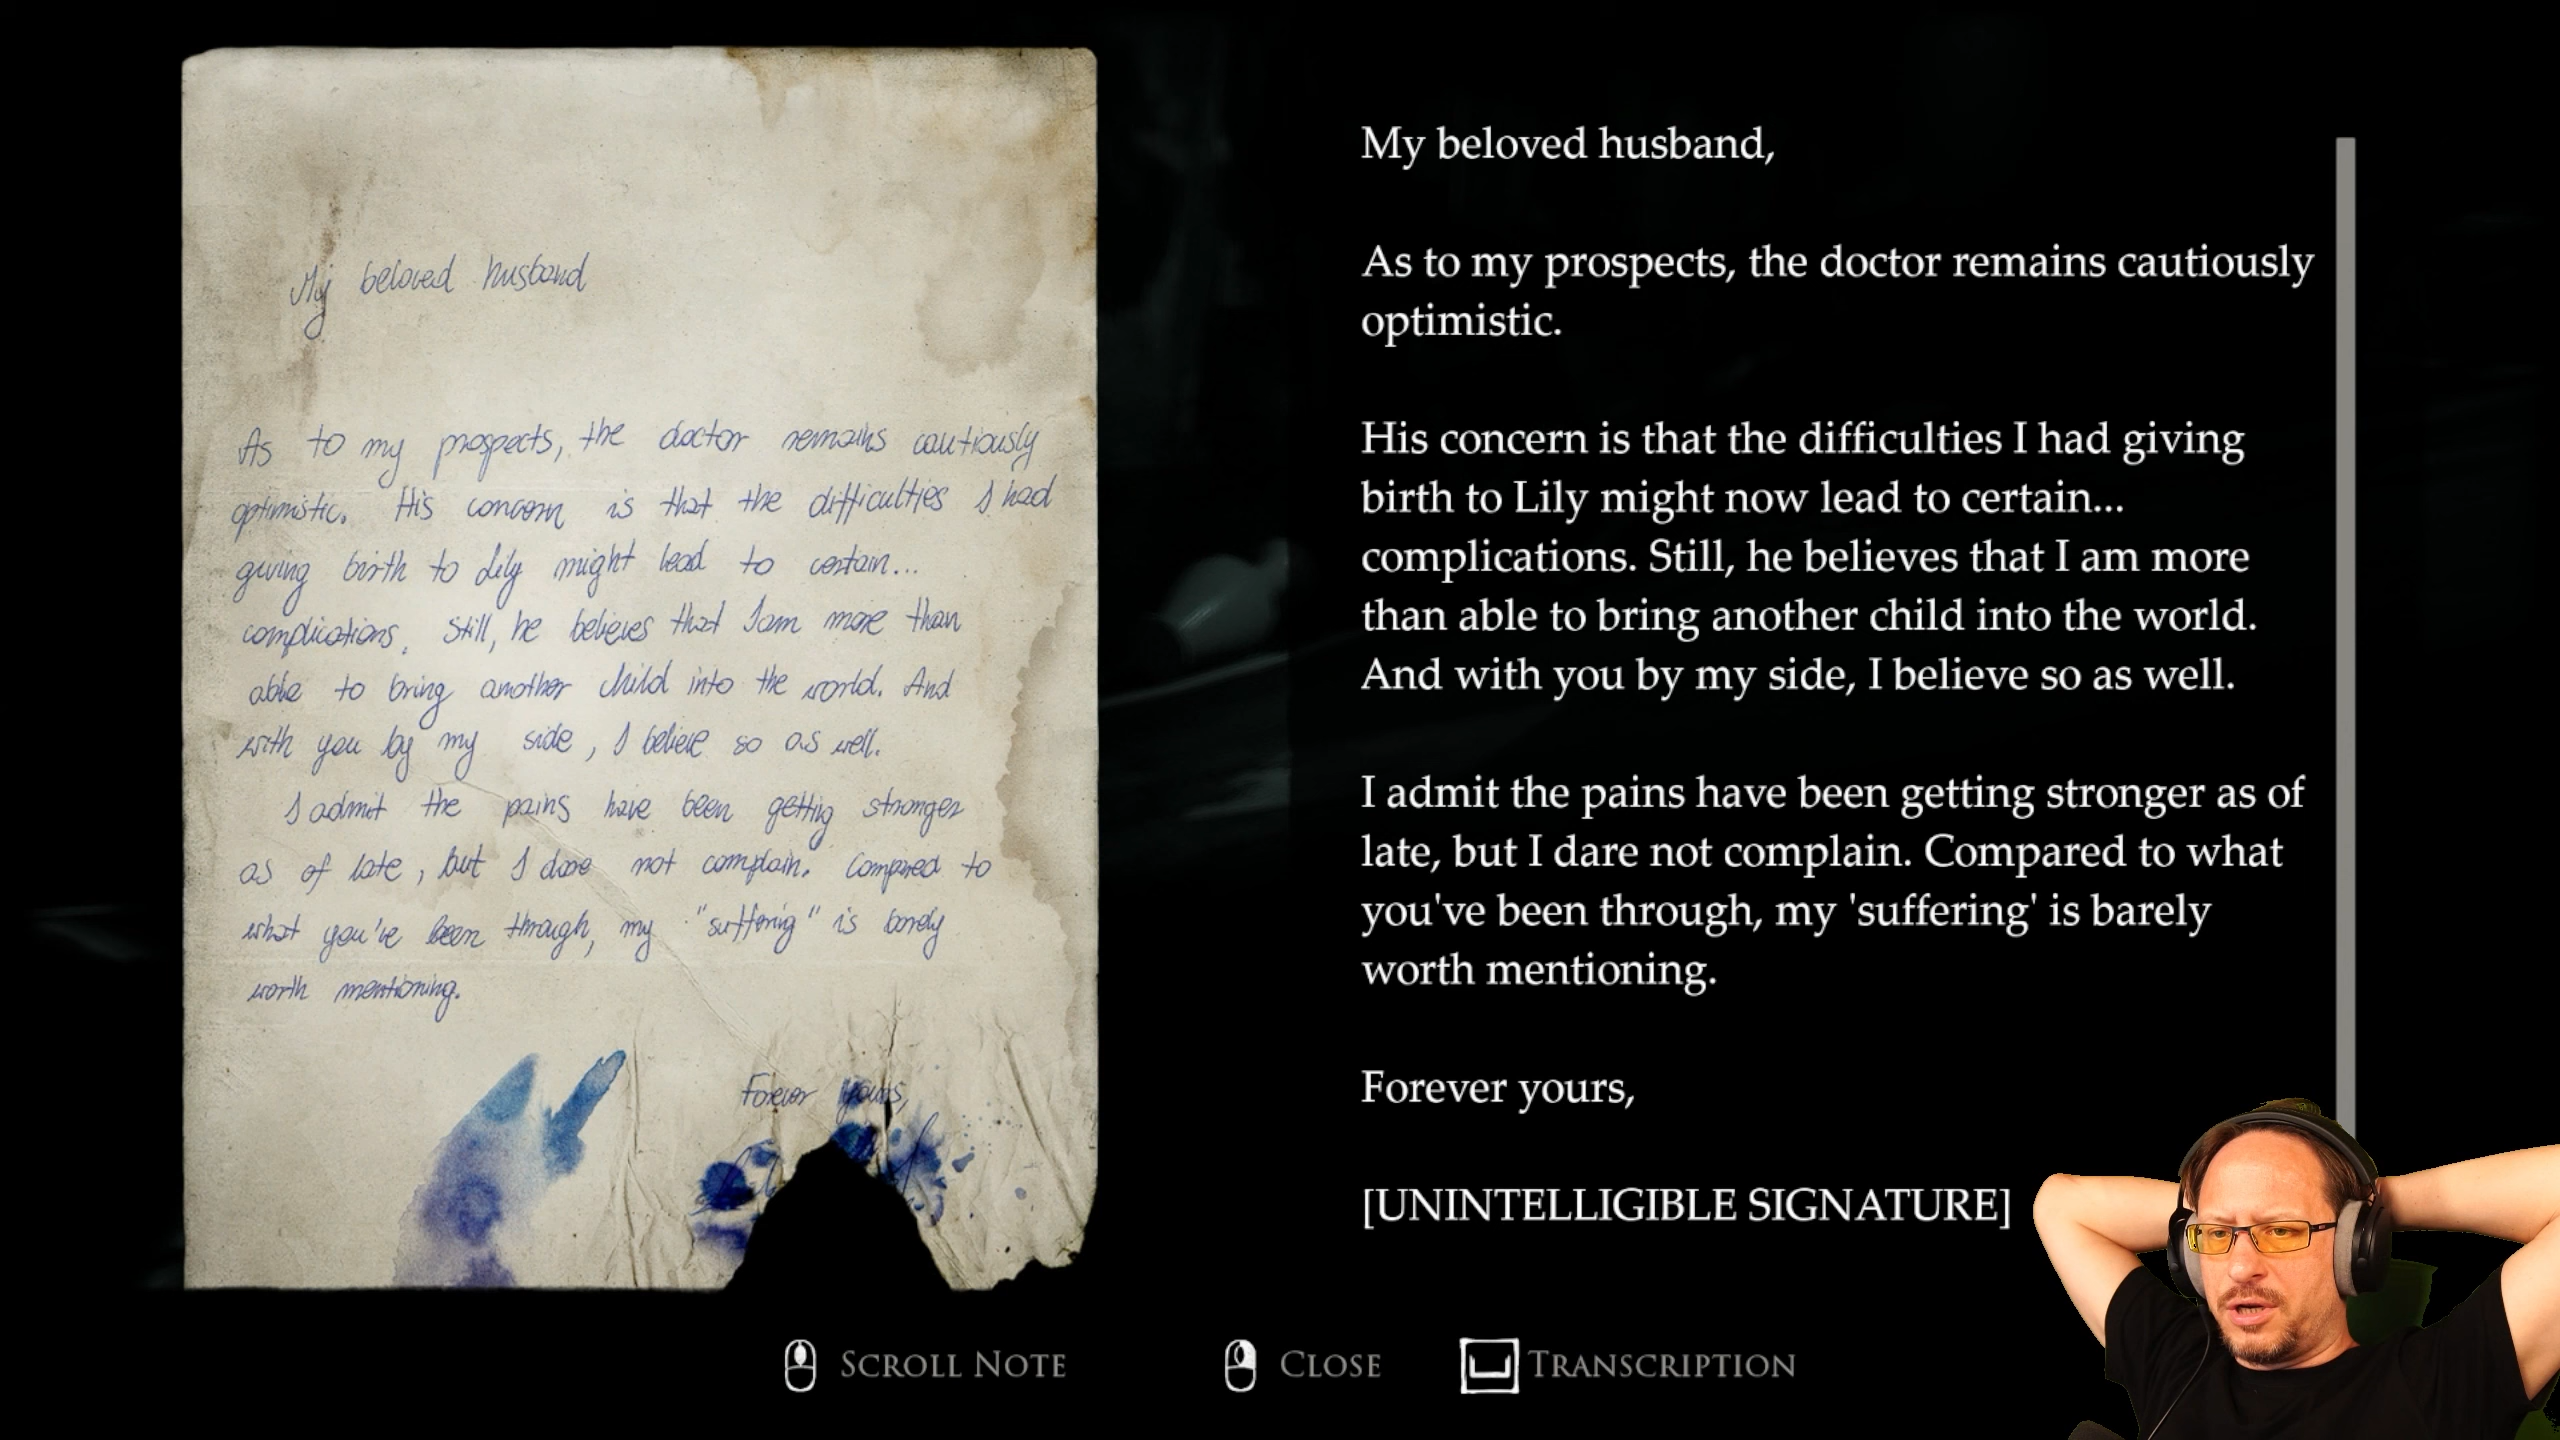 My beloved husband
As to my prospects, the doctor remains cautiously
optimistic. His concern is that the difficulties I had
giving birth to Lily might lead to certain...
complications. Still, he believes that I am more than
able to bring another child into the world. And
with you by my side, I believe so as well.
I admit the pains have been getting stronger
as of late, but I dare not complain. Compared to
what you've been through, my "suffering" is barely
worth mentioning.
Forever yours,
My beloved husband,
As to my prospects, the doctor remains cautiously
optimistic.
His concern is that the difficulties I had giving
birth to Lily might now lead to certain...
complications. Still, he believes that I am more
than able to bring another child into the world.
And with you by my side, I believe so as well.
I admit the pains have been getting stronger as of
late, but I dare not complain. Compared to what
you've been through, my 'suffering' is barely
worth mentioning.
Forever yours,
[UNINTELLIGIBLE SIGNATURE]
SCROLL NOTE
CLOSE
TRANSCRIPTION